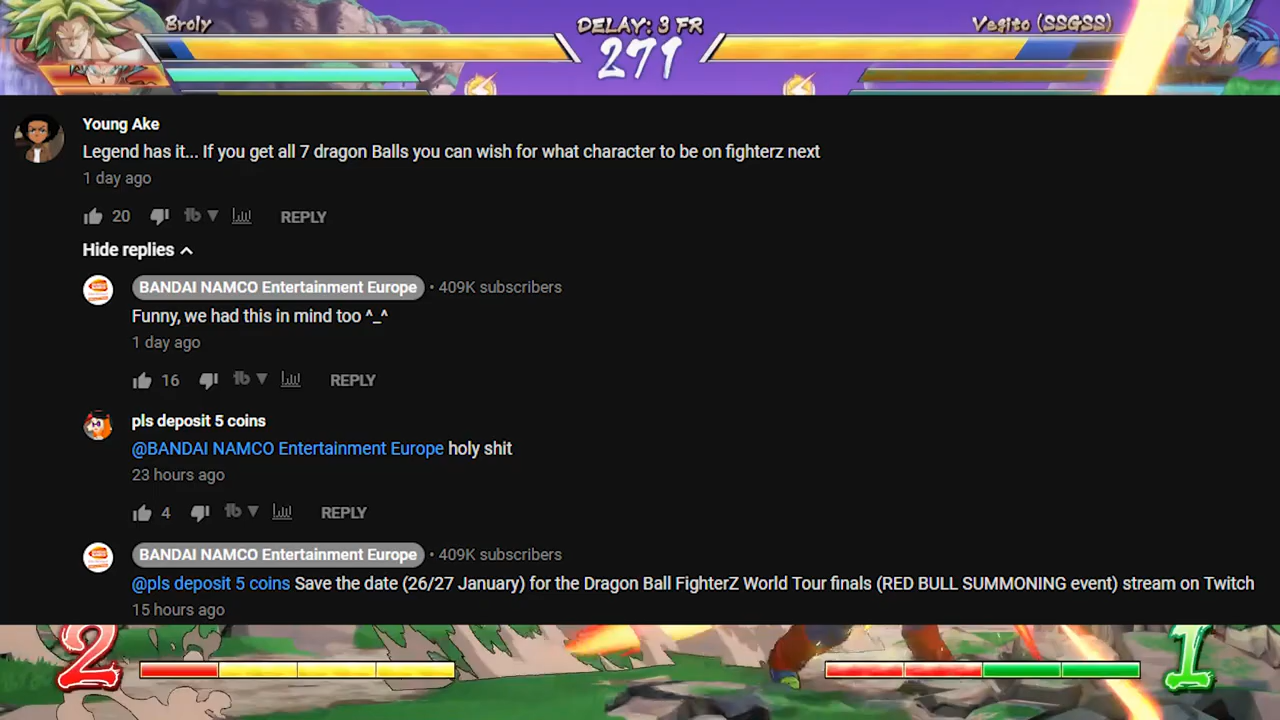 Broly DELAY: 3 FR Vegito (SSGSS)
271
Young Ake
Legend has it... If you get all 7 dragon Balls you can wish for what character to be on fighterz next
1 day ago
20 REPLY
Hide replies
BANDAI NAMCO Entertainment Europe • 409K subscribers
Funny, we had this in mind too ^_^
1 day ago
16 REPLY
pls deposit 5 coins
@BANDAI NAMCO Entertainment Europe holy shit
23 hours ago
4 REPLY
BANDAI NAMCO Entertainment Europe • 409K subscribers
@pls deposit 5 coins Save the date (26/27 January) for the Dragon Ball FighterZ World Tour finals (RED BULL SUMMONING event) stream on Twitch
15 hours ago
2 1